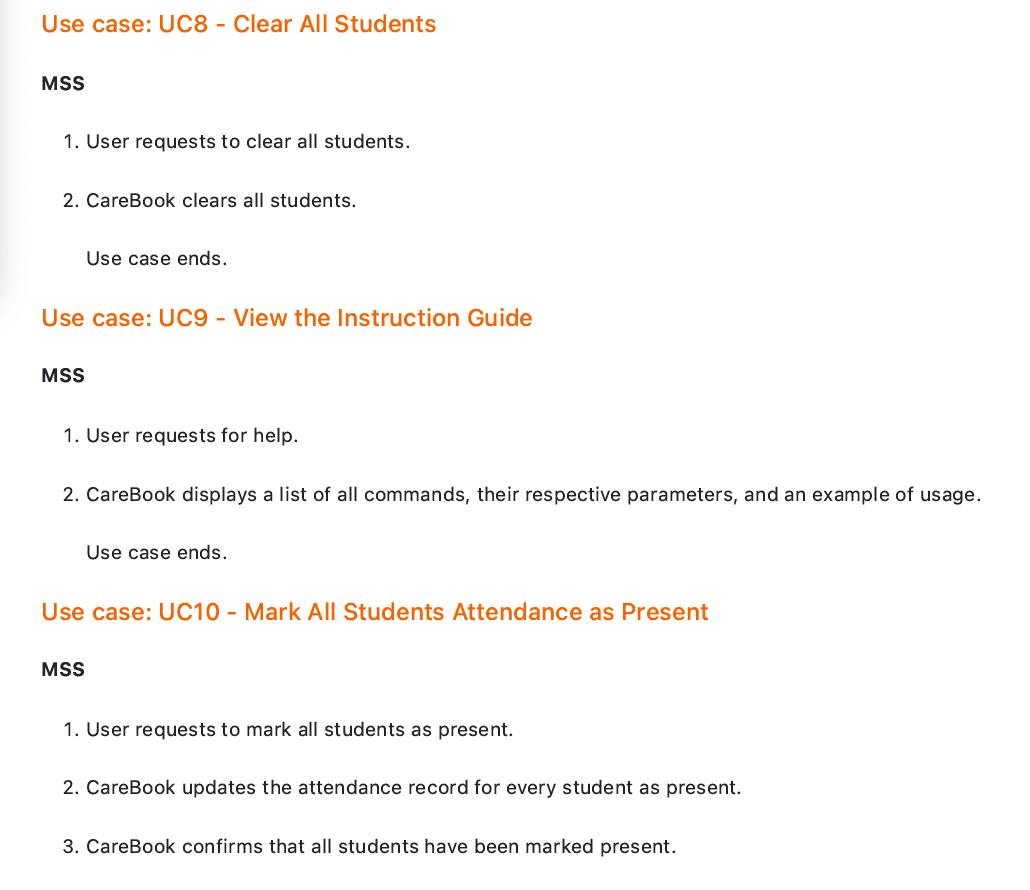 Use case: UC8 - Clear All Students
MSS
1. User requests to clear all students.
2. CareBook clears all students.
Use case ends.
Use case: UC9 - View the Instruction Guide
MSS
1. User requests for help.
2. CareBook displays a list of all commands, their respective parameters, and an example of usage.
Use case ends.
Use case: UC10 - Mark All Students Attendance as Present
MSS
1. User requests to mark all students as present.
2. CareBook updates the attendance record for every student as present.
3. CareBook confirms that all students have been marked present.